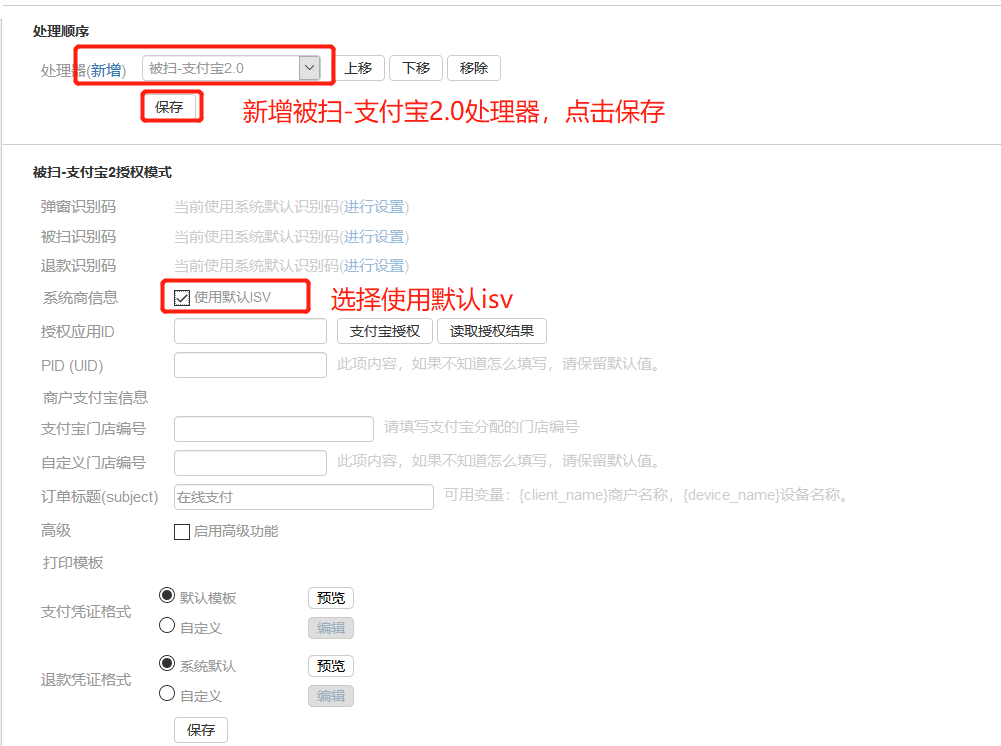 处理顺序
处理器(新增) 被扫-支付宝2.0 上移 下移 移除
保存 新增被扫-支付宝2.0处理器，点击保存
被扫-支付宝2授权模式
弹窗识别码 当前使用系统默认识别码(进行设置)
被扫识别码 当前使用系统默认识别码(进行设置)
退款识别码 当前使用系统默认识别码(进行设置)
系统商信息 使用默认ISV 选择使用默认isv
授权应用ID 支付宝授权 读取授权结果
PID (UID) 此项内容，如果不知道怎么填写，请保留默认值。
商户支付宝信息
支付宝门店编号 请填写支付宝分配的门店编号
自定义门店编号 此项内容，如果不知道怎么填写，请保留默认值。
订单标题(subject) 在线支付 可用变量：{client_name}商户名称，{device_name}设备名称。
高级 启用高级功能
打印模板
支付凭证格式 默认模板 预览
自定义 编辑
退款凭证格式 系统默认 预览
自定义 编辑
保存